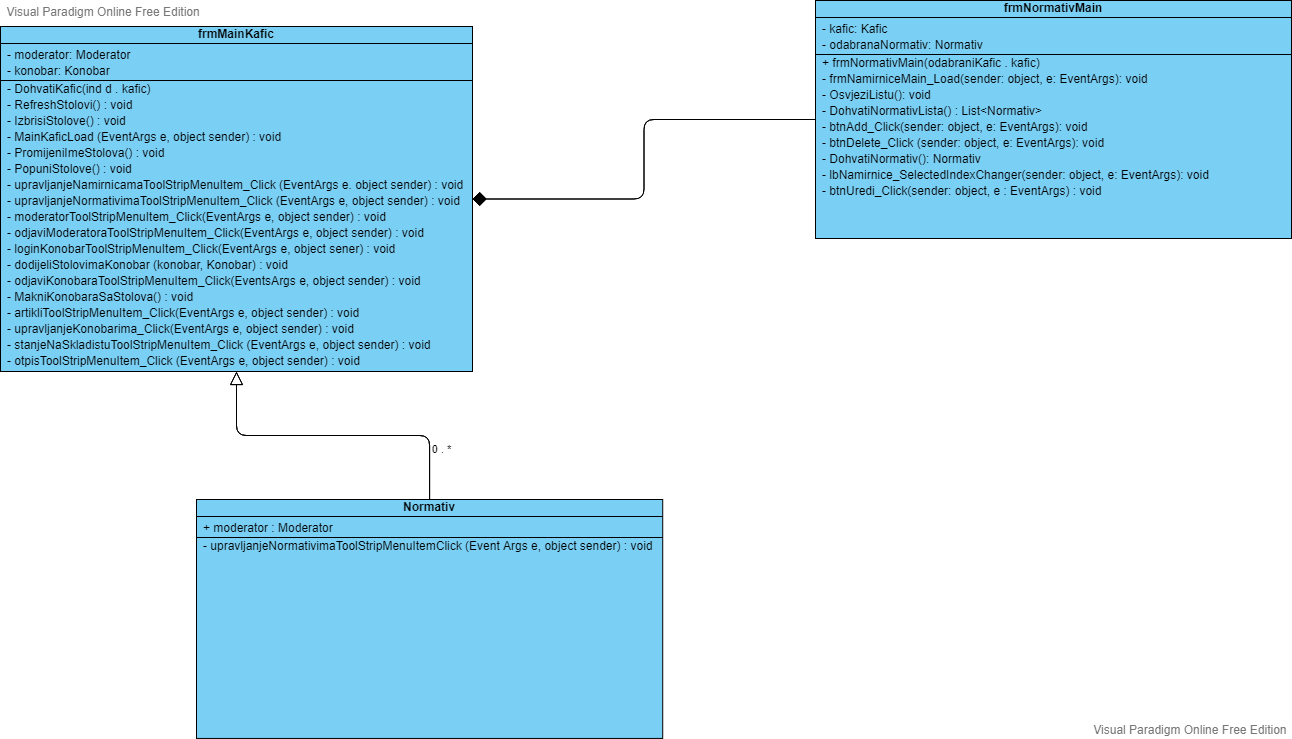 Visual Paradigm Online Free Edition
frmMainKafic
- moderator: Moderator
- konobar: Konobar
- DohvatiKafic(ind d . kafic)
- RefreshStolovi() : void
- IzbrisiStolove() : void
- MainKaficLoad (EventArgs e, object sender) : void
- PromijeniImeStolova() : void
- PopuniStolove() : void
- upravljanjeNamirnicamaToolStripMenuItem_Click (EventArgs e. object sender) : void
- upravljanjeNormativimaToolStripMenuItem_Click (EventArgs e, object sender) : void
- moderatorToolStripMenuItem_Click(EventArgs e, object sender) : void
- odjaviModeratoraToolStripMenuItem_Click(EventArgs e, object sender) : void
- loginKonobarToolStripMenuItem_Click(EventArgs e, object sener) : void
- dodijeliStolovimaKonobar (konobar, Konobar) : void
- odjaviKonobaraToolStripMenuItem_Click(EventsArgs e, object sender) : void
- MakniKonobaraSaStolova() : void
- artikliToolStripMenuItem_Click(EventArgs e, object sender) : void
- upravljanjeKonobarima_Click(EventArgs e, object sender) : void
- stanjeNaSkladistuToolStripMenuItem_Click (EventArgs e, object sender) : void
- otpisToolStripMenuItem_Click (EventArgs e, object sender) : void
frmNormativMain
- kafic: Kafic
- odabranaNormativ: Normativ
+ frmNormativMain(odabraniKafic . kafic)
- frmNamirniceMain_Load(sender: object, e: EventArgs): void
- OsvjeziListu(): void
- DohvatiNormativLista() : List<Normativ>
- btnAdd_Click(sender: object, e: EventArgs): void
- btnDelete_Click (sender: object, e: EventArgs): void
- DohvatiNormativ(): Normativ
- lbNamirnice_SelectedIndexChanger(sender: object, e: EventArgs): void
- btnUredi_Click(sender: object, e : EventArgs) : void
0 . *
Normativ
+ moderator : Moderator
- upravljanjeNormativimaToolStripMenuItemClick (Event Args e, object sender) : void
Visual Paradigm Online Free Edition